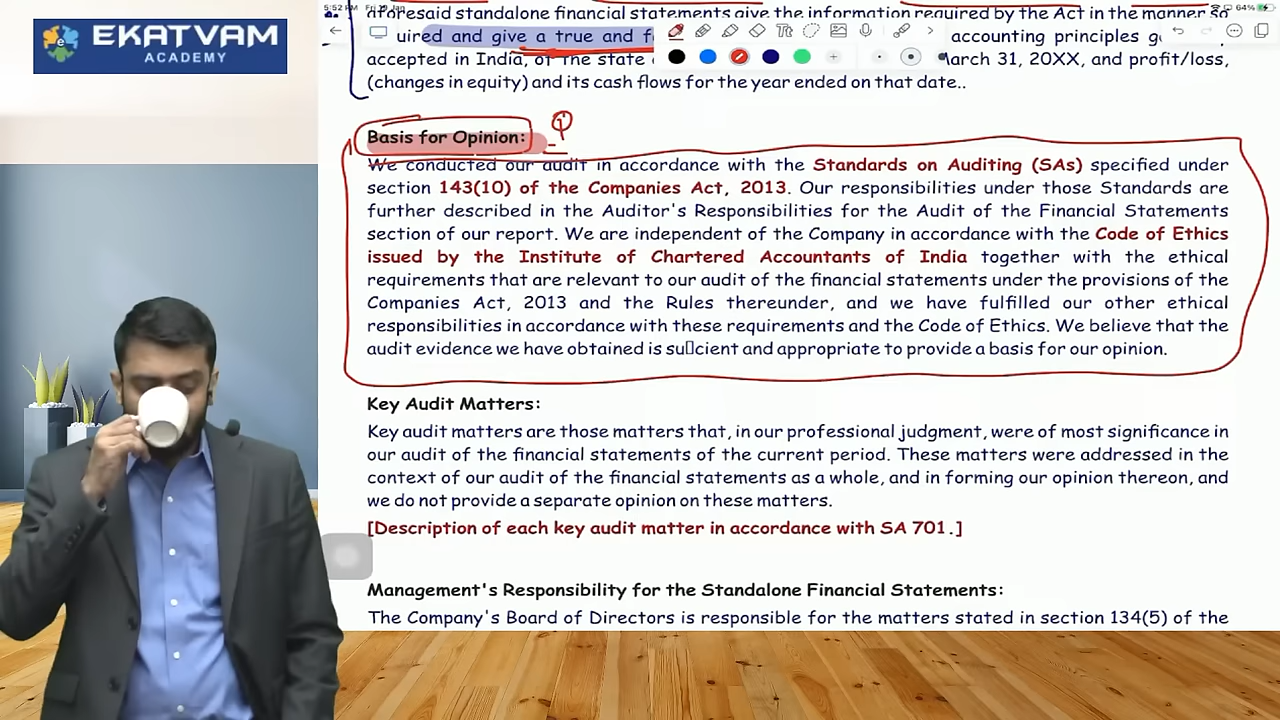 EKATVAM
ACADEMY
5:52 PM Fri
64%
aforesaid standalone financial statements give the information required by the Act in the manner so
uired and give a true and f accounting principles g
accepted in India, of the state March 31, 20XX, and profit/loss,
(changes in equity) and its cash flows for the year ended on that date..
Basis for Opinion:
We conducted our audit in accordance with the Standards on Auditing (SAs) specified under
section 143(10) of the Companies Act, 2013. Our responsibilities under those Standards are
further described in the Auditor's Responsibilities for the Audit of the Financial Statements
section of our report. We are independent of the Company in accordance with the Code of Ethics
issued by the Institute of Chartered Accountants of India together with the ethical
requirements that are relevant to our audit of the financial statements under the provisions of the
Companies Act, 2013 and the Rules thereunder, and we have fulfilled our other ethical
responsibilities in accordance with these requirements and the Code of Ethics. We believe that the
audit evidence we have obtained is su▯cient and appropriate to provide a basis for our opinion.
Key Audit Matters:
Key audit matters are those matters that, in our professional judgment, were of most significance in
our audit of the financial statements of the current period. These matters were addressed in the
context of our audit of the financial statements as a whole, and in forming our opinion thereon, and
we do not provide a separate opinion on these matters.
[Description of each key audit matter in accordance with SA 701.]
Management's Responsibility for the Standalone Financial Statements:
The Company's Board of Directors is responsible for the matters stated in section 134(5) of the